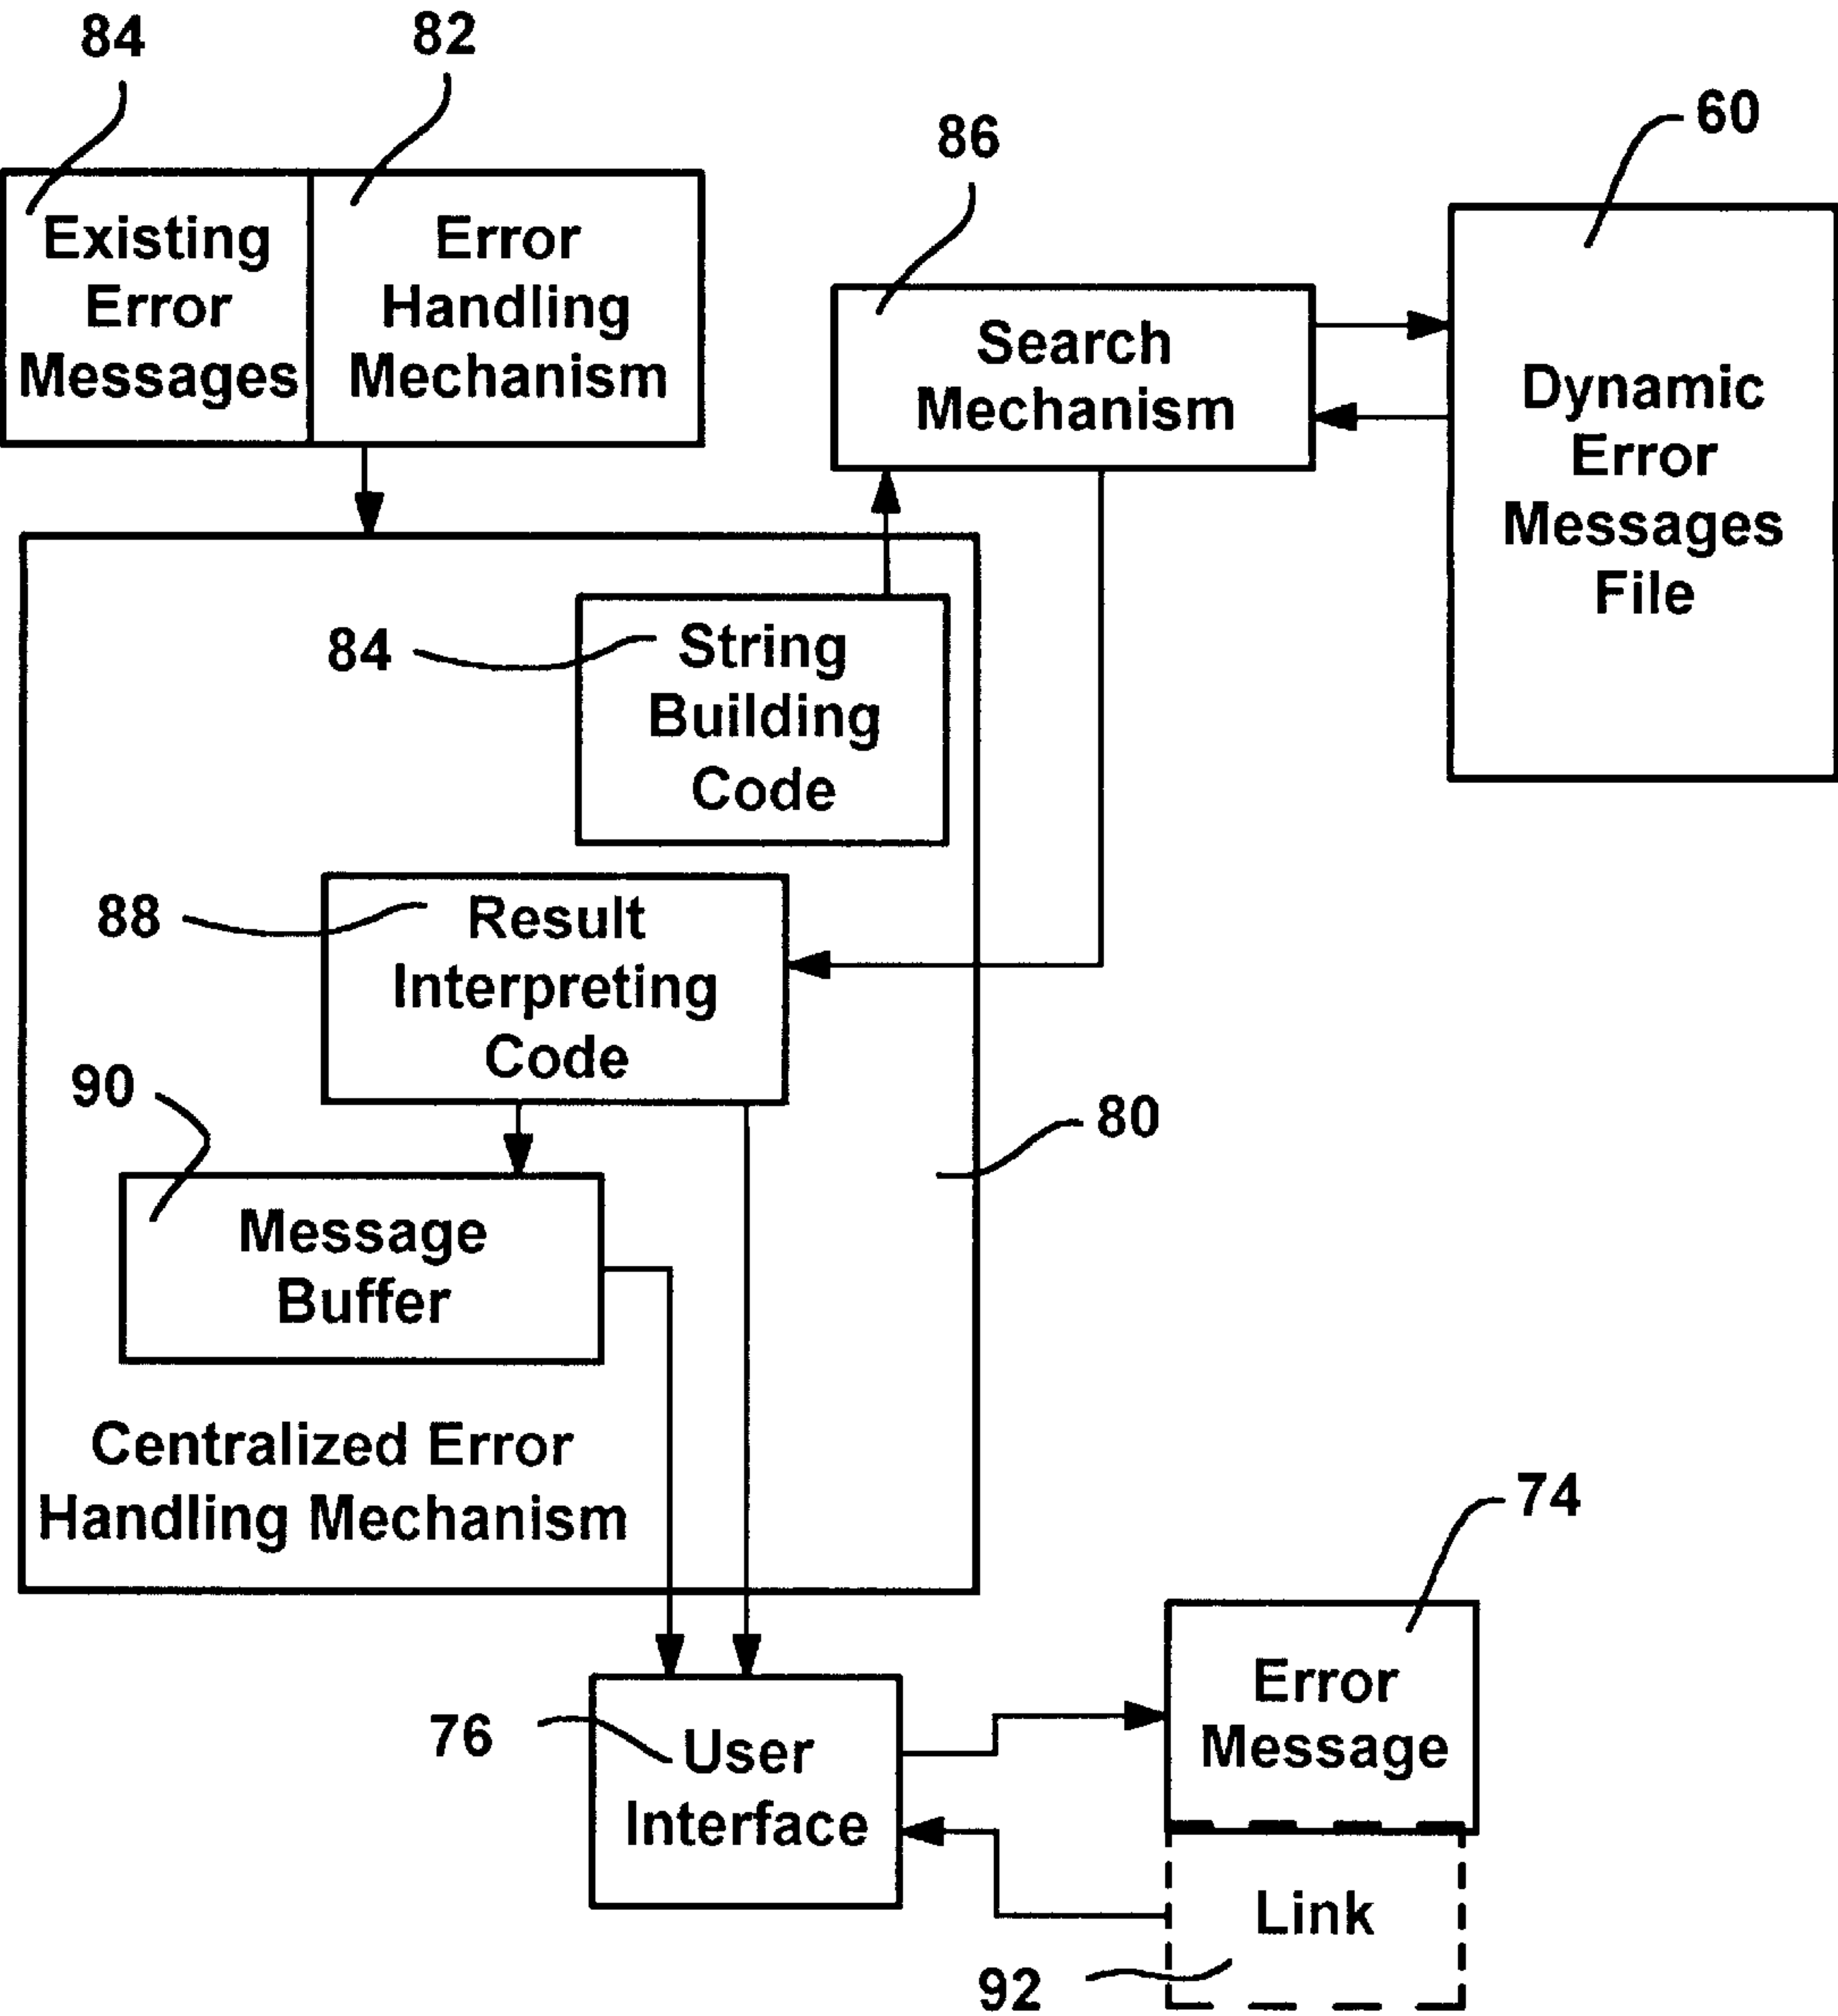 84
82
86
60
Existing
Error
Messages
Error
Handling
Mechanism
Search
Mechanism
Dynamic
Error
Messages
File
84
String
Building
Code
88
Result
Interpreting
Code
90
80
Message
Buffer
Centralized Error
Handling Mechanism
74
Error
Message
76
User
Interface
Link
92